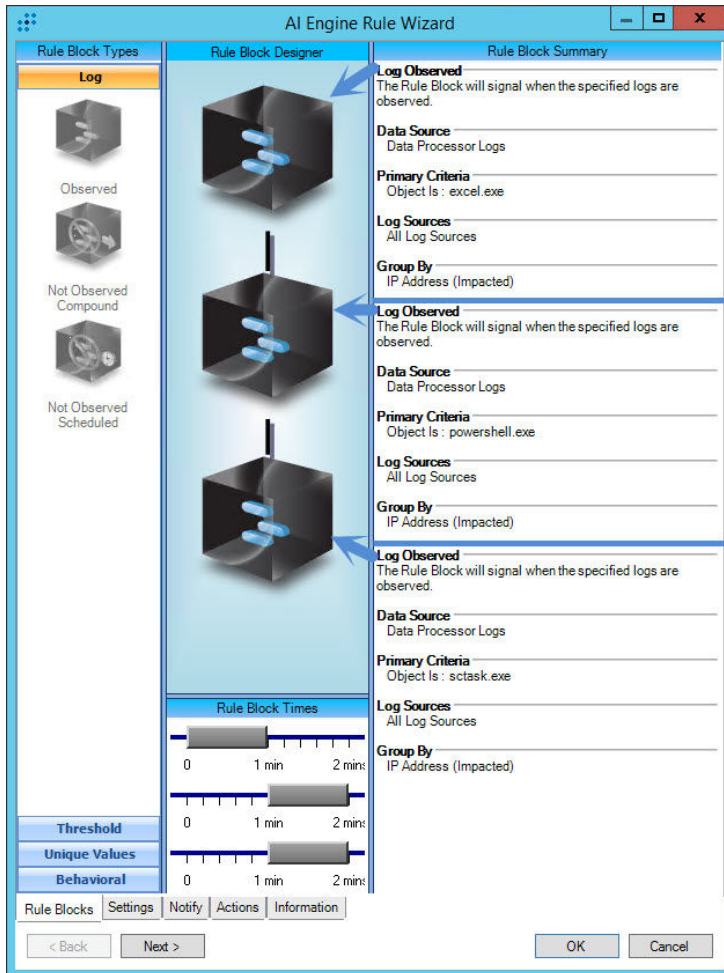 AI Engine Rule Wizard
Rule Block Types
Log
Observed
Not Observed
Compound
Not Observed
Scheduled
Threshold
Unique Values
Behavioral
Rule Block Designer
Rule Block Times
0 1 min 2 mins
0 1 min 2 mins
0 1 min 2 mins
Rule Block Summary
Log Observed
The Rule Block will signal when the specified logs are
observed.
Data Source
Data Processor Logs
Primary Criteria
Object Is : excel.exe
Log Sources
All Log Sources
Group By
IP Address (Impacted)
Log Observed
The Rule Block will signal when the specified logs are
observed.
Data Source
Data Processor Logs
Primary Criteria
Object Is : powershell.exe
Log Sources
All Log Sources
Group By
IP Address (Impacted)
Log Observed
The Rule Block will signal when the specified logs are
observed.
Data Source
Data Processor Logs
Primary Criteria
Object Is : sctask.exe
Log Sources
All Log Sources
Group By
IP Address (Impacted)
Rule Blocks Settings Notify Actions Information
< Back Next > OK Cancel